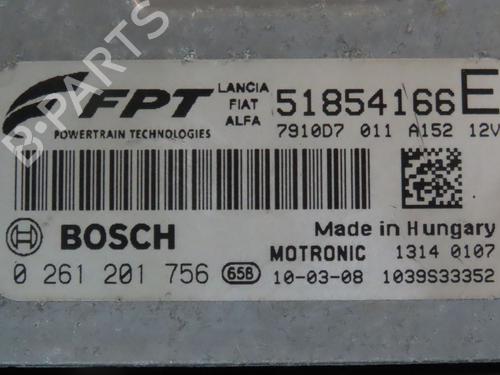 FPT
POWERTRAIN TECHNOLOGIES
LANCIA
FIAT
ALFA
51854166 E
7910D7 011 A152 12V
B-PARTS
BOSCH
Made in Hungary
MOTRONIC 1314 0107
0 261 201 756 658 10-03-08 1039S33352